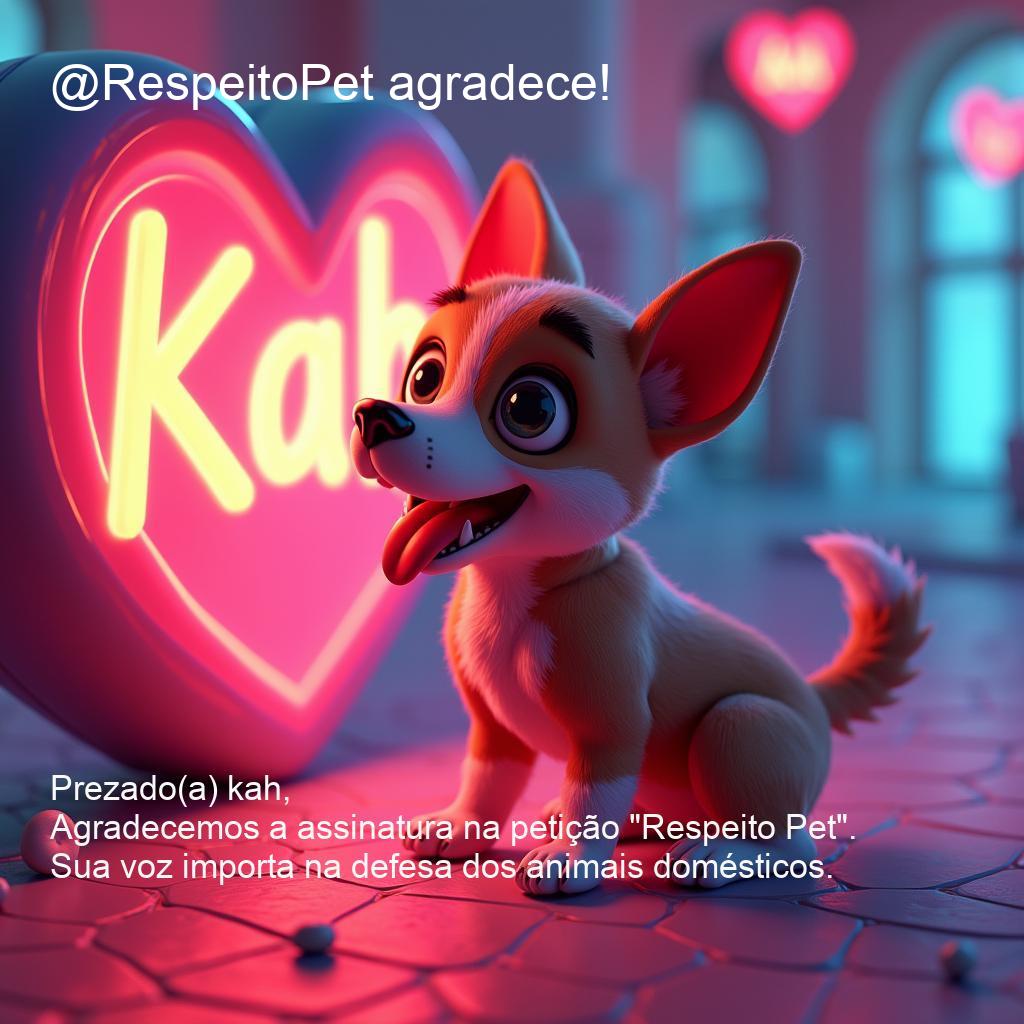 @RespeitoPet agradece!
Kah
Prezado(a) kah,
Agradecemos a assinatura na petição "Respeito Pet".
Sua voz importa na defesa dos animais domésticos.